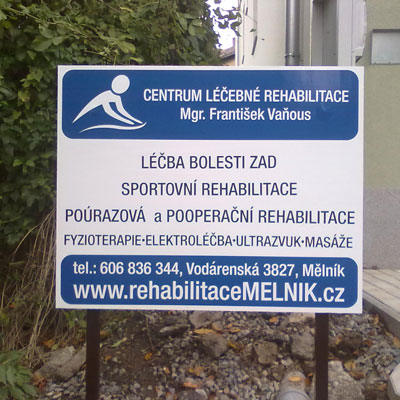 CENTRUM LÉČEBNÉ REHABILITACE
Mgr. František Vaňous
LÉČBA BOLESTI ZAD
SPORTOVNÍ REHABILITACE
POÚRAZOVÁ a POOPERAČNÍ REHABILITACE
FYZIOTERAPIE•ELEKTROLÉČBA•ULTRAZVUK•MASÁŽE
tel.: 606 836 344, Vodárenská 3827, Mělník
www.rehabilitaceMELNIK.cz